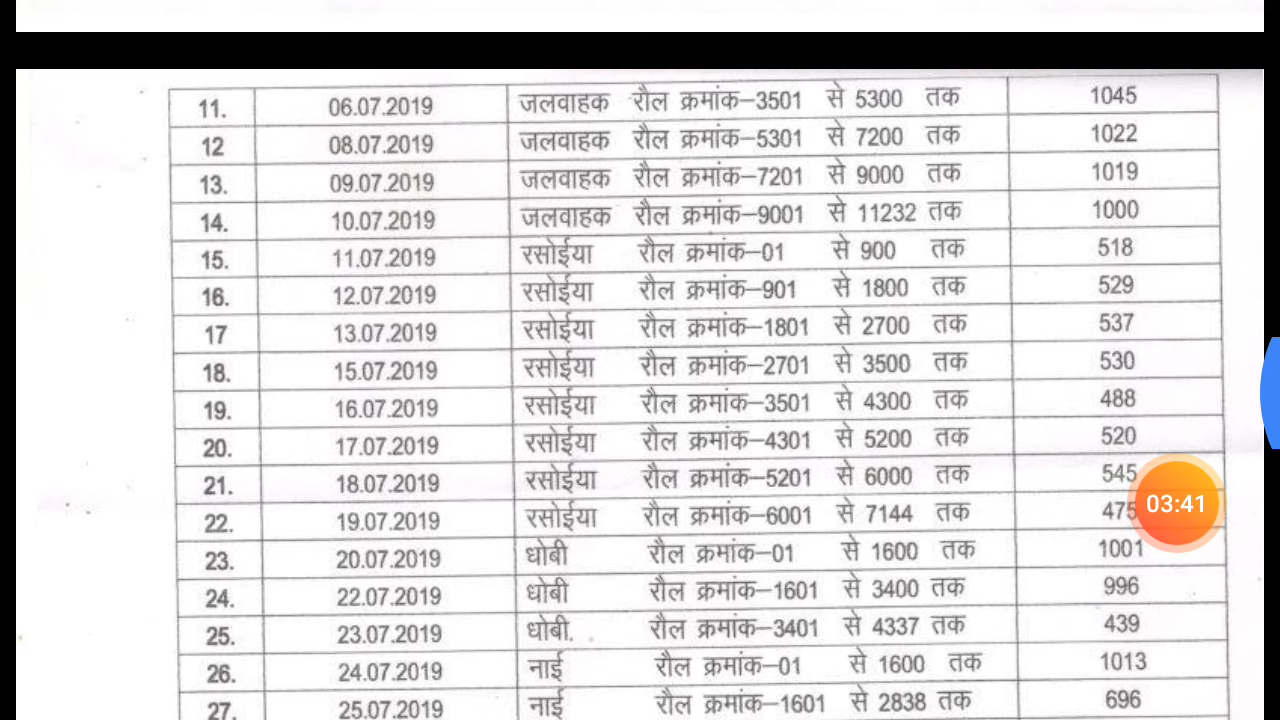 11. 06.07.2019 जलवाहक रौल क्रमांक–3501 से 5300 तक 1045
12 08.07.2019 जलवाहक रौल क्रमांक–5301 से 7200 तक 1022
13. 09.07.2019 जलवाहक रौल क्रमांक–7201 से 9000 तक 1019
14. 10.07.2019 जलवाहक रौल क्रमांक–9001 से 11232 तक 1000
15. 11.07.2019 रसोईया रौल क्रमांक–01 से 900 तक 518
16. 12.07.2019 रसोईया रौल क्रमांक–901 से 1800 तक 529
17 13.07.2019 रसोईया रौल क्रमांक–1801 से 2700 तक 537
18. 15.07.2019 रसोईया रौल क्रमांक–2701 से 3500 तक 530
19. 16.07.2019 रसोईया रौल क्रमांक–3501 से 4300 तक 488
20. 17.07.2019 रसोईया रौल क्रमांक–4301 से 5200 तक 520
21. 18.07.2019 रसोईया रौल क्रमांक–5201 से 6000 तक 545
22. 19.07.2019 रसोईया रौल क्रमांक–6001 से 7144 तक 475
03:41
23. 20.07.2019 धोबी रौल क्रमांक–01 से 1600 तक 1001
24. 22.07.2019 धोबी रौल क्रमांक–1601 से 3400 तक 996
25. 23.07.2019 धोबी. रौल क्रमांक–3401 से 4337 तक 439
26. 24.07.2019 नाई रौल क्रमांक–01 से 1600 तक 1013
27. 25.07.2019 नाई रौल क्रमांक–1601 से 2838 तक 696